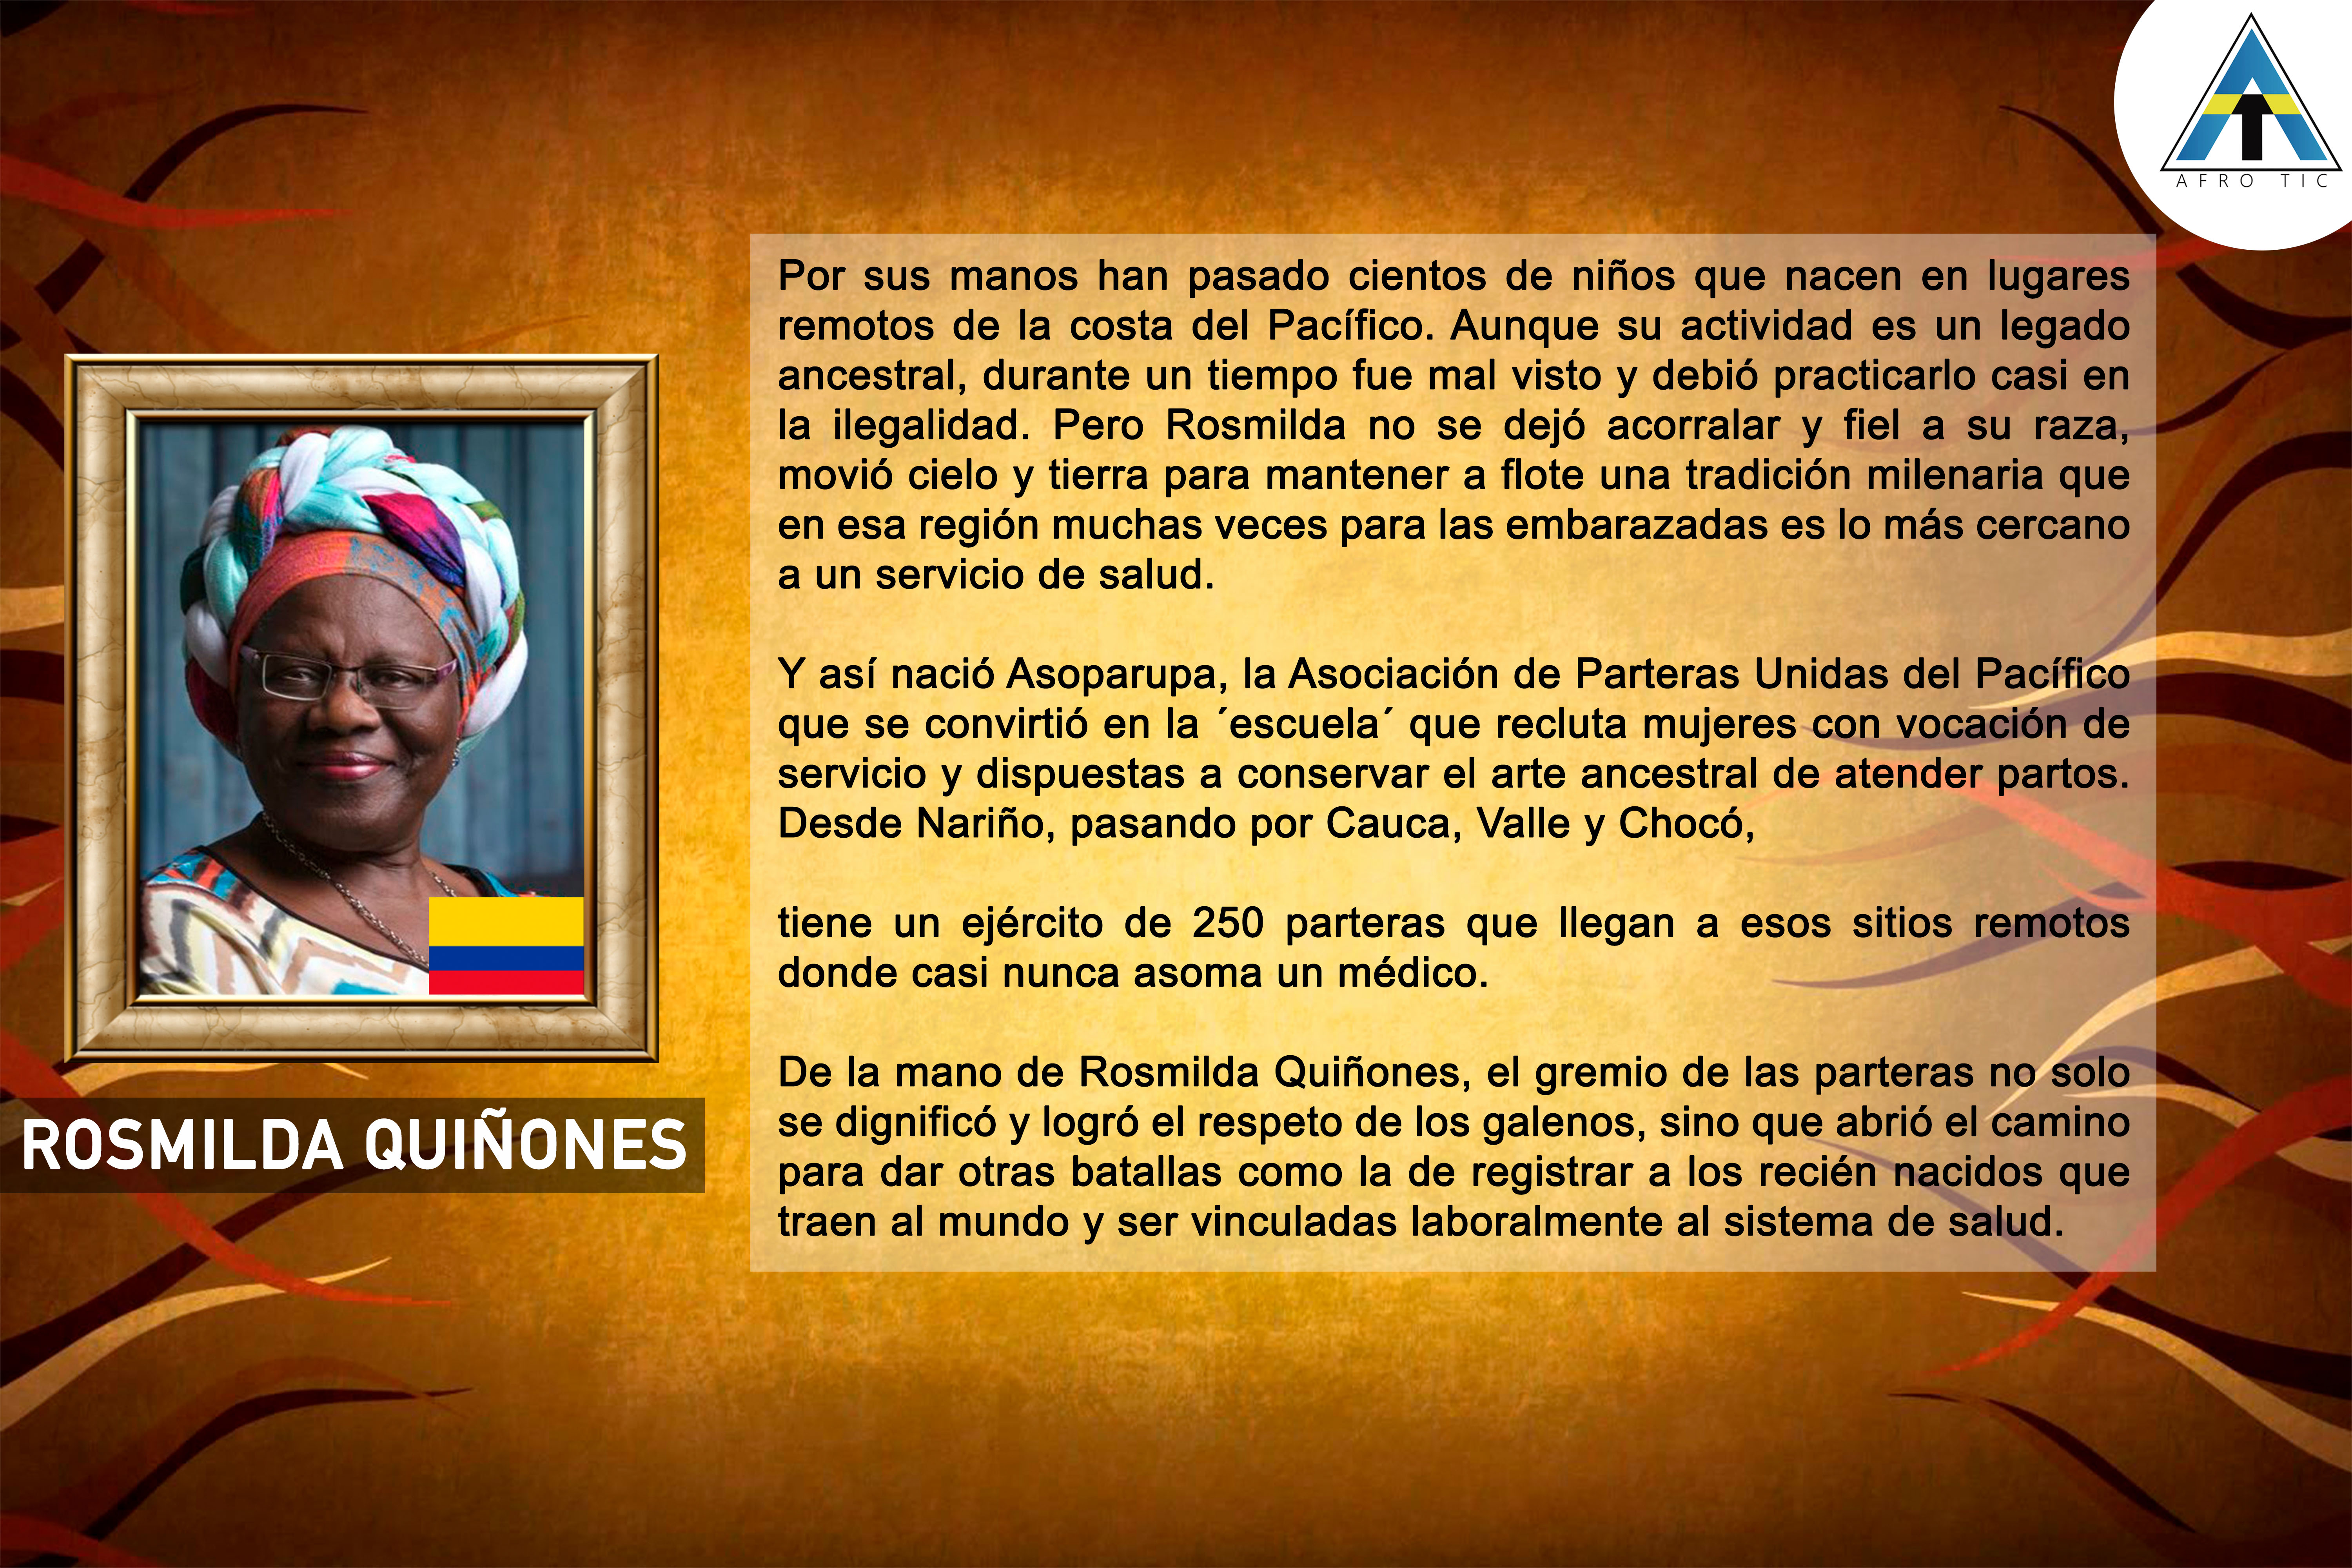 AFRO TIC
Por sus manos han pasado cientos de niños que nacen en lugares
remotos de la costa del Pacífico. Aunque su actividad es un legado
ancestral, durante un tiempo fue mal visto y debió practicarlo casi en
la ilegalidad. Pero Rosmilda no se dejó acorralar y fiel a su raza,
movió cielo y tierra para mantener a flote una tradición milenaria que
en esa región muchas veces para las embarazadas es lo más cercano
a un servicio de salud.
Y así nació Asoparupa, la Asociación de Parteras Unidas del Pacífico
que se convirtió en la ´escuela´ que recluta mujeres con vocación de
servicio y dispuestas a conservar el arte ancestral de atender partos.
Desde Nariño, pasando por Cauca, Valle y Chocó,
tiene un ejército de 250 parteras que llegan a esos sitios remotos
donde casi nunca asoma un médico.
De la mano de Rosmilda Quiñones, el gremio de las parteras no solo
se dignificó y logró el respeto de los galenos, sino que abrió el camino
para dar otras batallas como la de registrar a los recién nacidos que
traen al mundo y ser vinculadas laboralmente al sistema de salud.
ROSMILDA QUIÑONES